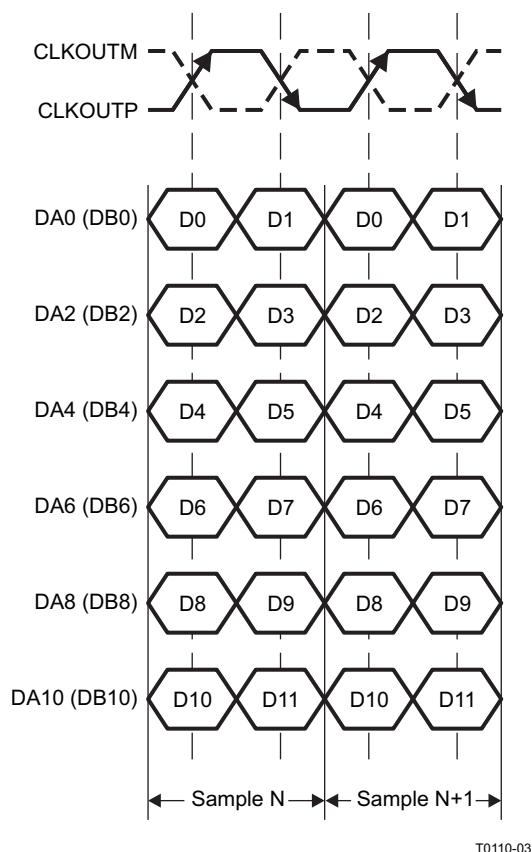 CLKOUTM
CLKOUTP
DA0 (DB0) D0 D1 D0 D1
DA2 (DB2) D2 D3 D2 D3
DA4 (DB4) D4 D5 D4 D5
DA6 (DB6) D6 D7 D6 D7
DA8 (DB8) D8 D9 D8 D9
DA10 (DB10) D10 D11 D10 D11
Sample N Sample N+1
T0110-03